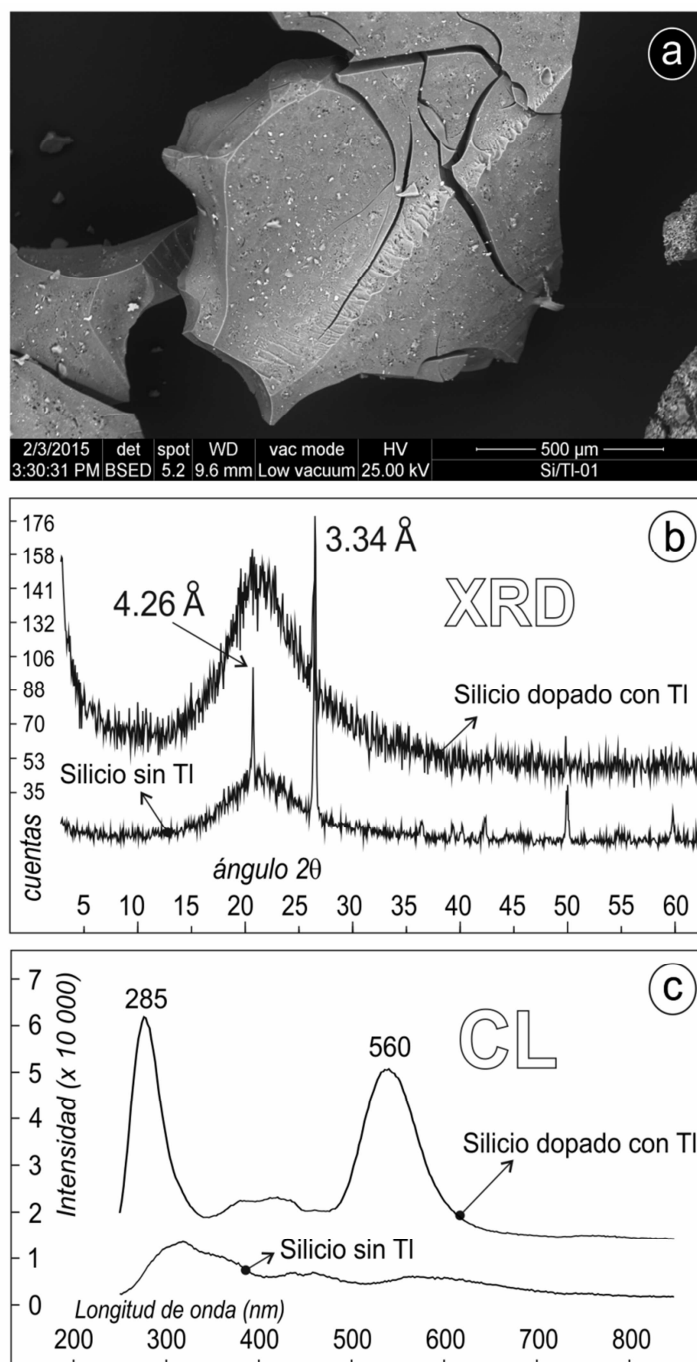 a
2/3/2015 det spot WD vac mode HV 500 µm
3:30:31 PM BSED 5.2 9.6 mm Low vacuum 25.00 kV Si/Tl-01
b
XRD
3.34 Å
4.26 Å
Silicio dopado con Tl
Silicio sin Tl
176
158
141
132
106
88
70
53
35
cuentas
ángulo 2θ
5 10 15 20 25 30 35 40 45 50 55 60
c
CL
285
560
Silicio dopado con Tl
Silicio sin Tl
7
6
5
4
3
2
1
0
Intensidad (x 10 000)
Longitud de onda (nm)
200 300 400 500 600 700 800